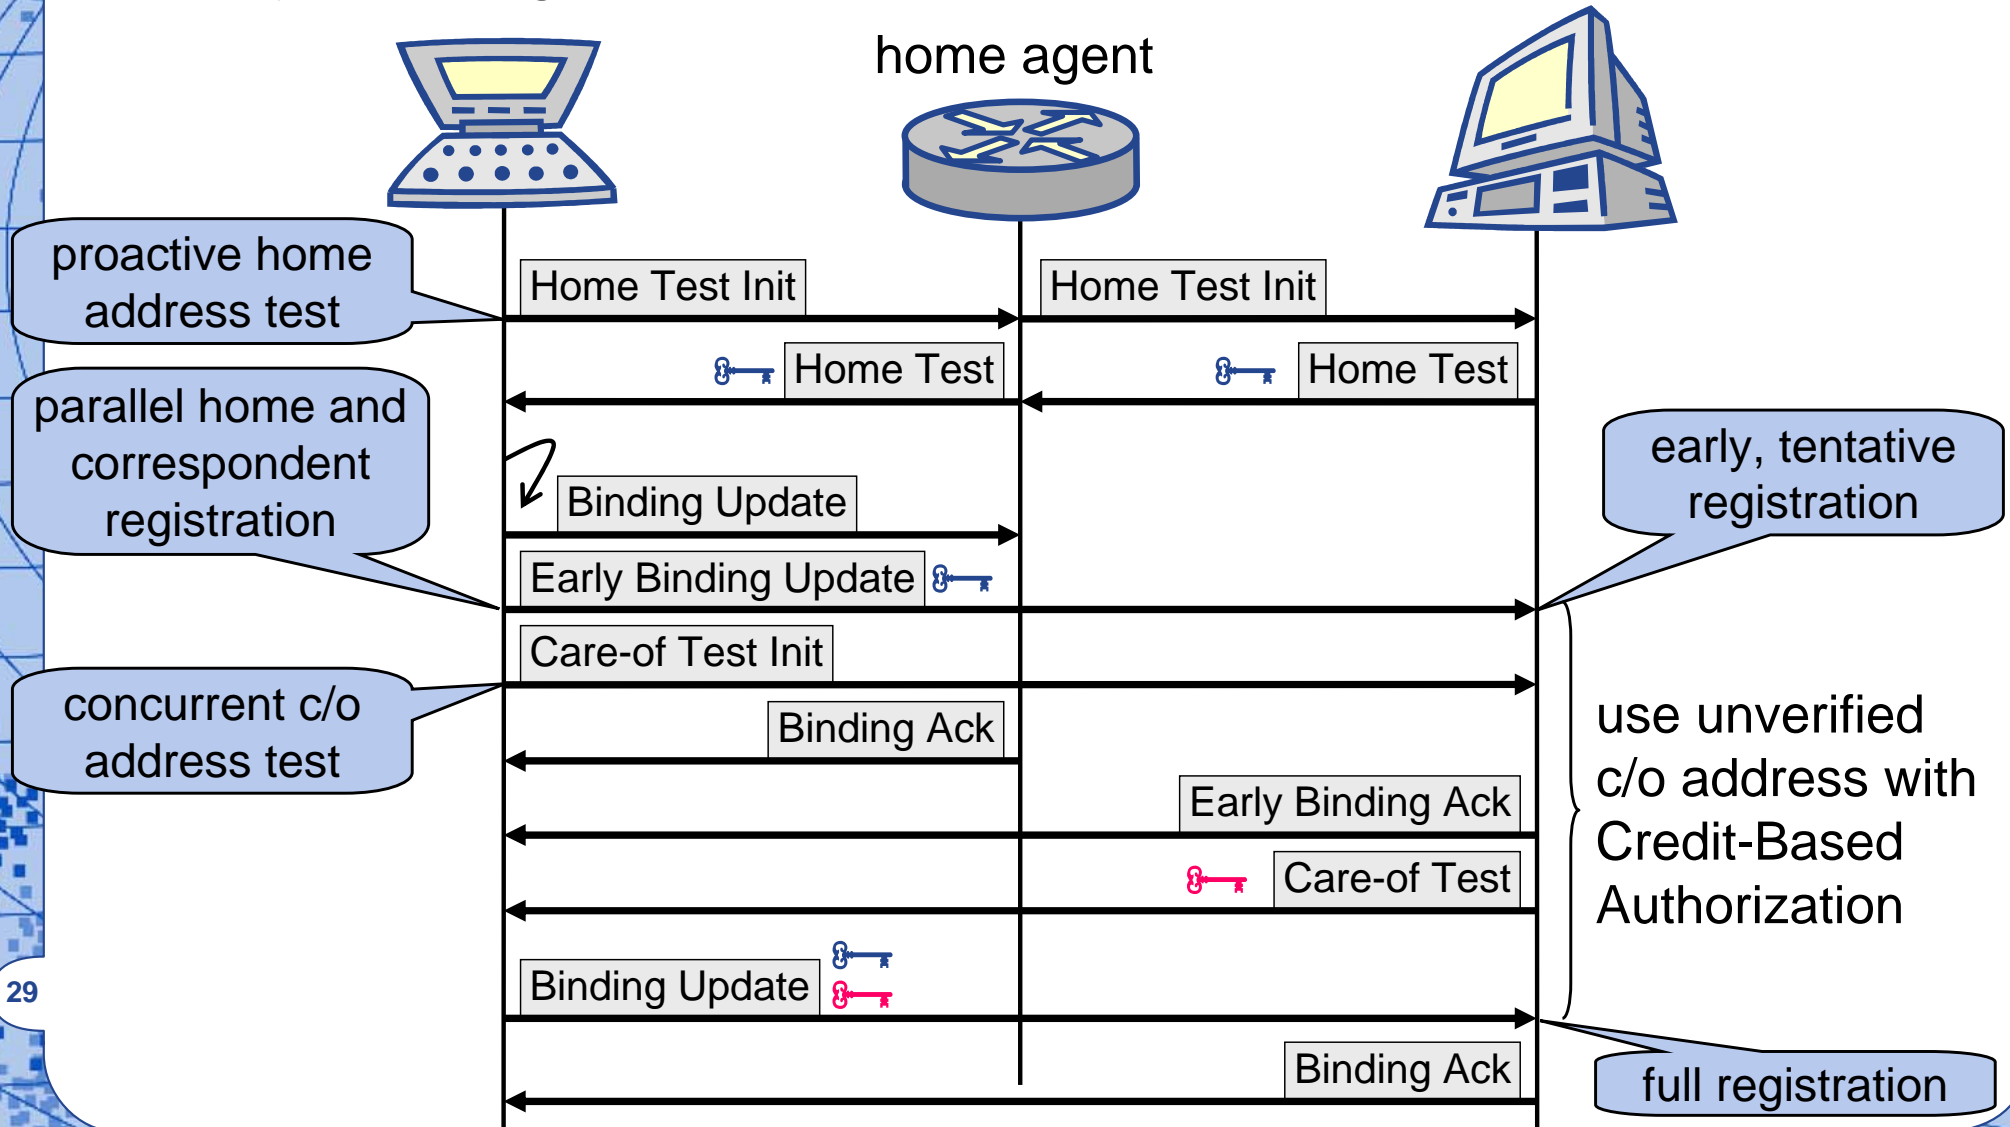 home agent
proactive home
address test
Home Test Init
Home Test Init
Home Test
Home Test
parallel home and
correspondent
registration
early, tentative
registration
Binding Update
Early Binding Update
Care-of Test Init
concurrent c/o
address test
Binding Ack
use unverified
c/o address with
Credit-Based
Authorization
Early Binding Ack
Care-of Test
Binding Update
29
Binding Ack
full registration